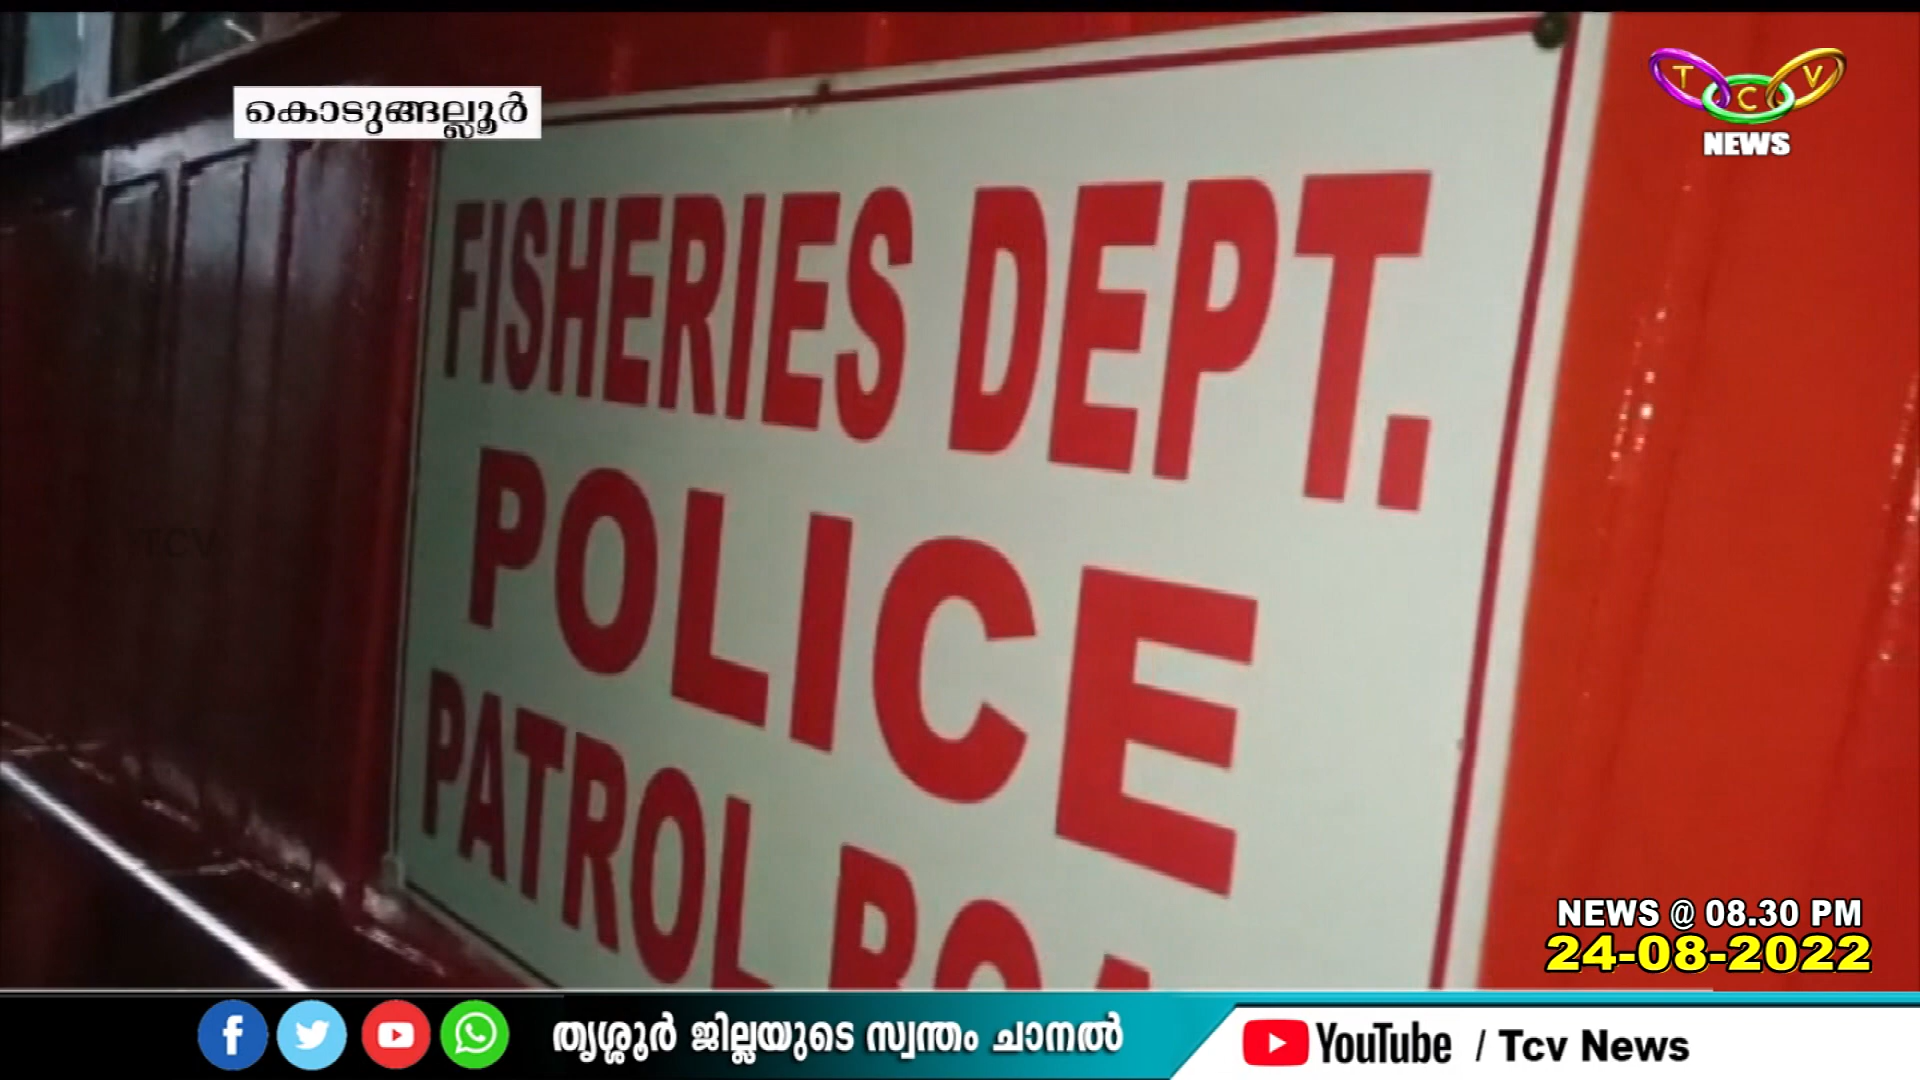 കൊടുങ്ങല്ലൂർ
T C V
NEWS
FISHERIES DEPT.
POLICE
PATROL
TCV
NEWS @ 08.30 PM
24-08-2022
തൃശ്ശൂർ ജില്ലയുടെ സ്വന്തം ചാനൽ
YouTube / Tcv News